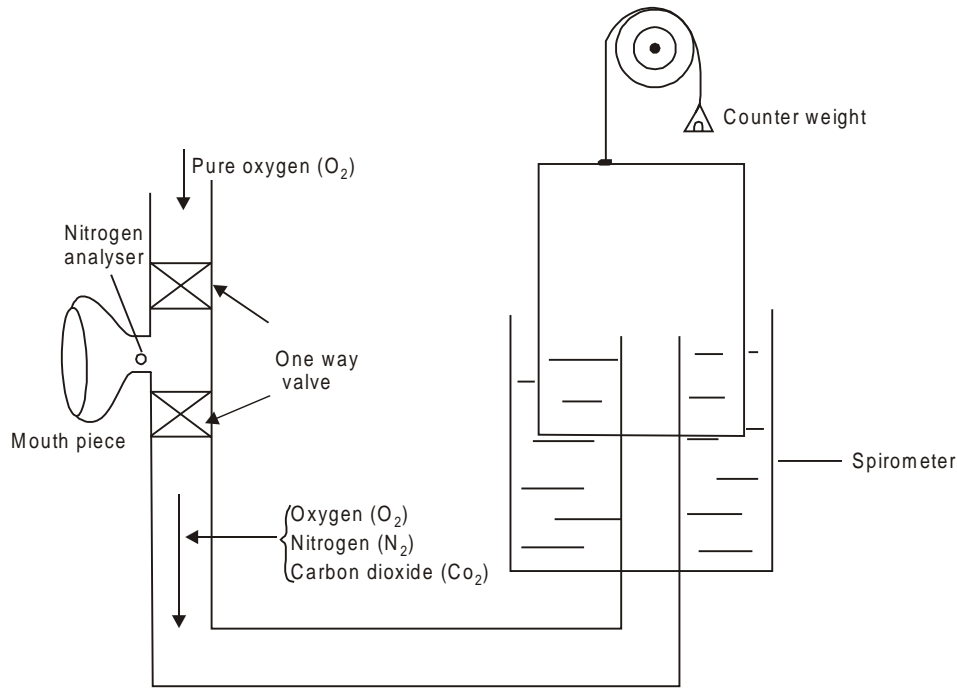 Counter weight
Pure oxygen (O₂)
Nitrogen
analyser
One way
valve
Mouth piece
Spirometer
Oxygen (O₂)
Nitrogen (N₂)
Carbon dioxide (Co₂)